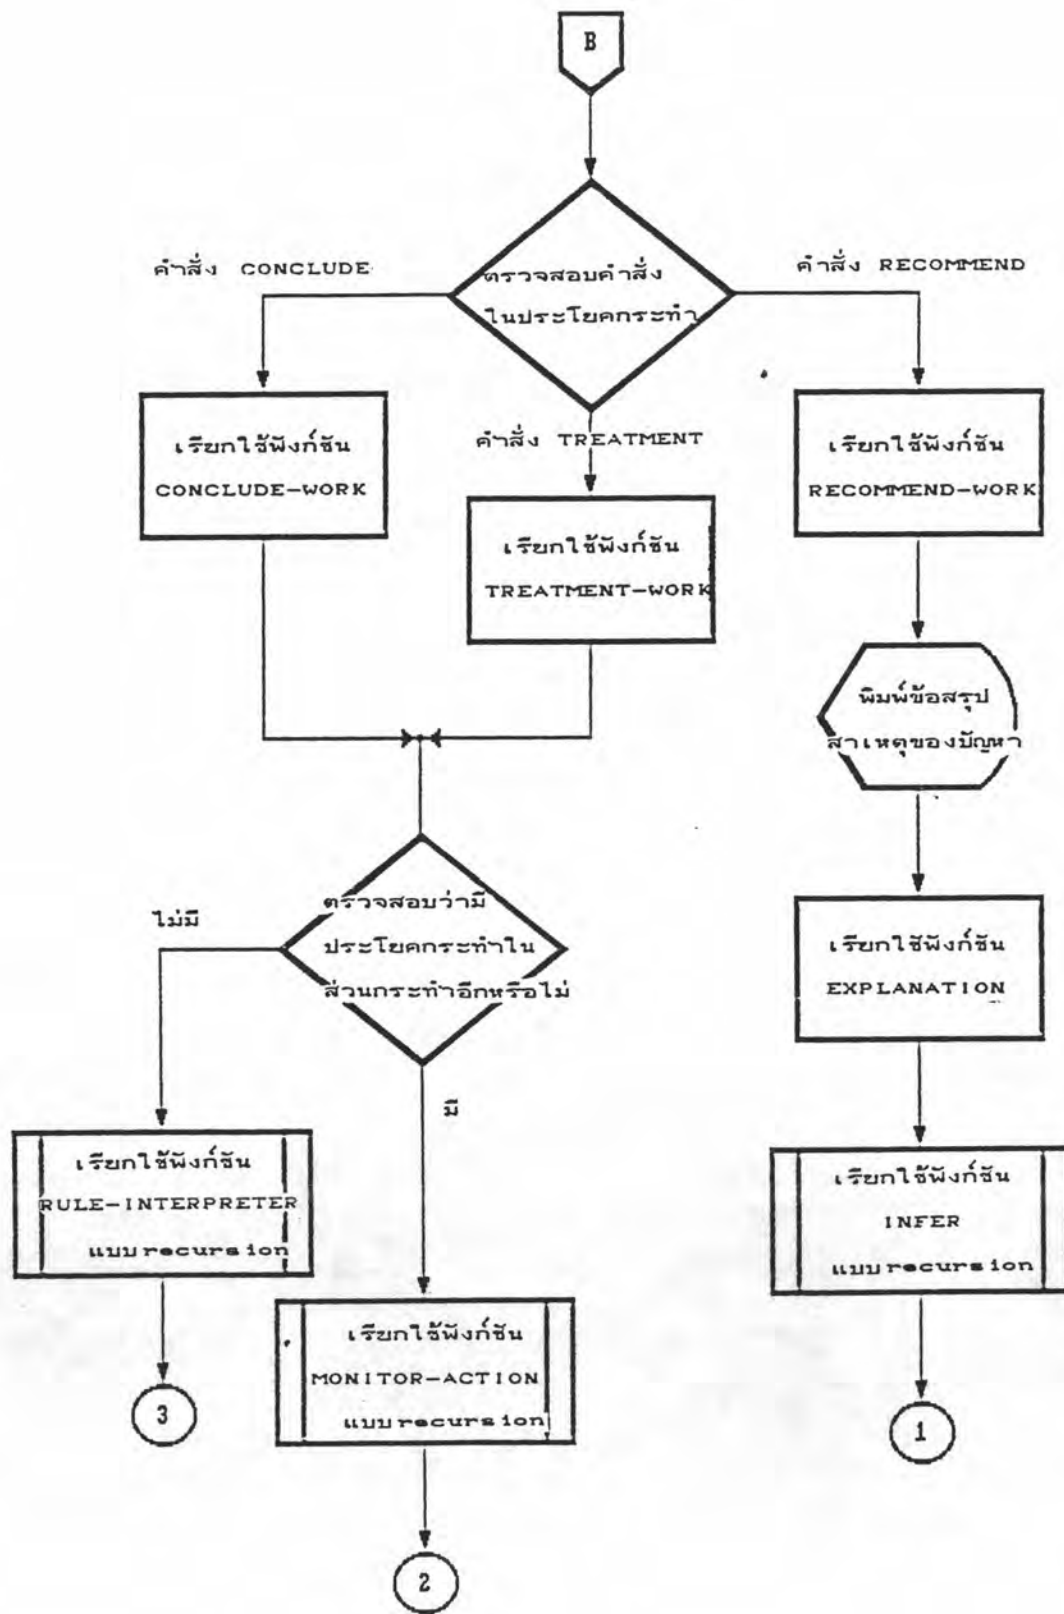 B
คำสั่ง CONCLUDE
ตรวจสอบคำสั่ง
ในประโยคกระทำ
คำสั่ง RECOMMEND
เรียกใช้ฟังก์ชัน
CONCLUDE-WORK
คำสั่ง TREATMENT
เรียกใช้ฟังก์ชัน
TREATMENT-WORK
เรียกใช้ฟังก์ชัน
RECOMMEND-WORK
พิมพ์ข้อสรุป
สาเหตุของปัญหา
ตรวจสอบว่ามี
ประโยคกระทำใน
ส่วนกระทำอีกหรือไม่
ไม่มี
มี
เรียกใช้ฟังก์ชัน
EXPLANATION
เรียกใช้ฟังก์ชัน
RULE-INTERPRETER
แบบ recursion
เรียกใช้ฟังก์ชัน
INFER
แบบ recursion
เรียกใช้ฟังก์ชัน
MONITOR-ACTION
แบบ recursion
3
1
2